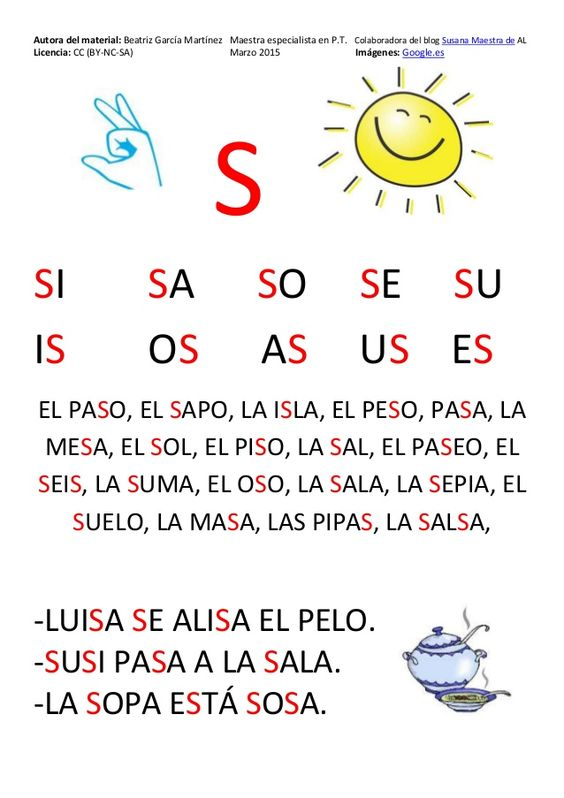 Autora del material: Beatriz García Martínez Maestra especialista en P.T. Colaboradora del blog Susana Maestra de AL
Licencia: CC (BY-NC-SA) Marzo 2015 Imágenes: Google.es
S
SI SA SO SE SU
IS OS AS US ES
EL PASO, EL SAPO, LA ISLA, EL PESO, PASA, LA
MESA, EL SOL, EL PISO, LA SAL, EL PASEO, EL
SEIS, LA SUMA, EL OSO, LA SALA, LA SEPIA, EL
SUELO, LA MASA, LAS PIPAS, LA SALSA,
-LUISA SE ALISA EL PELO.
-SUSI PASA A LA SALA.
-LA SOPA ESTÁ SOSA.